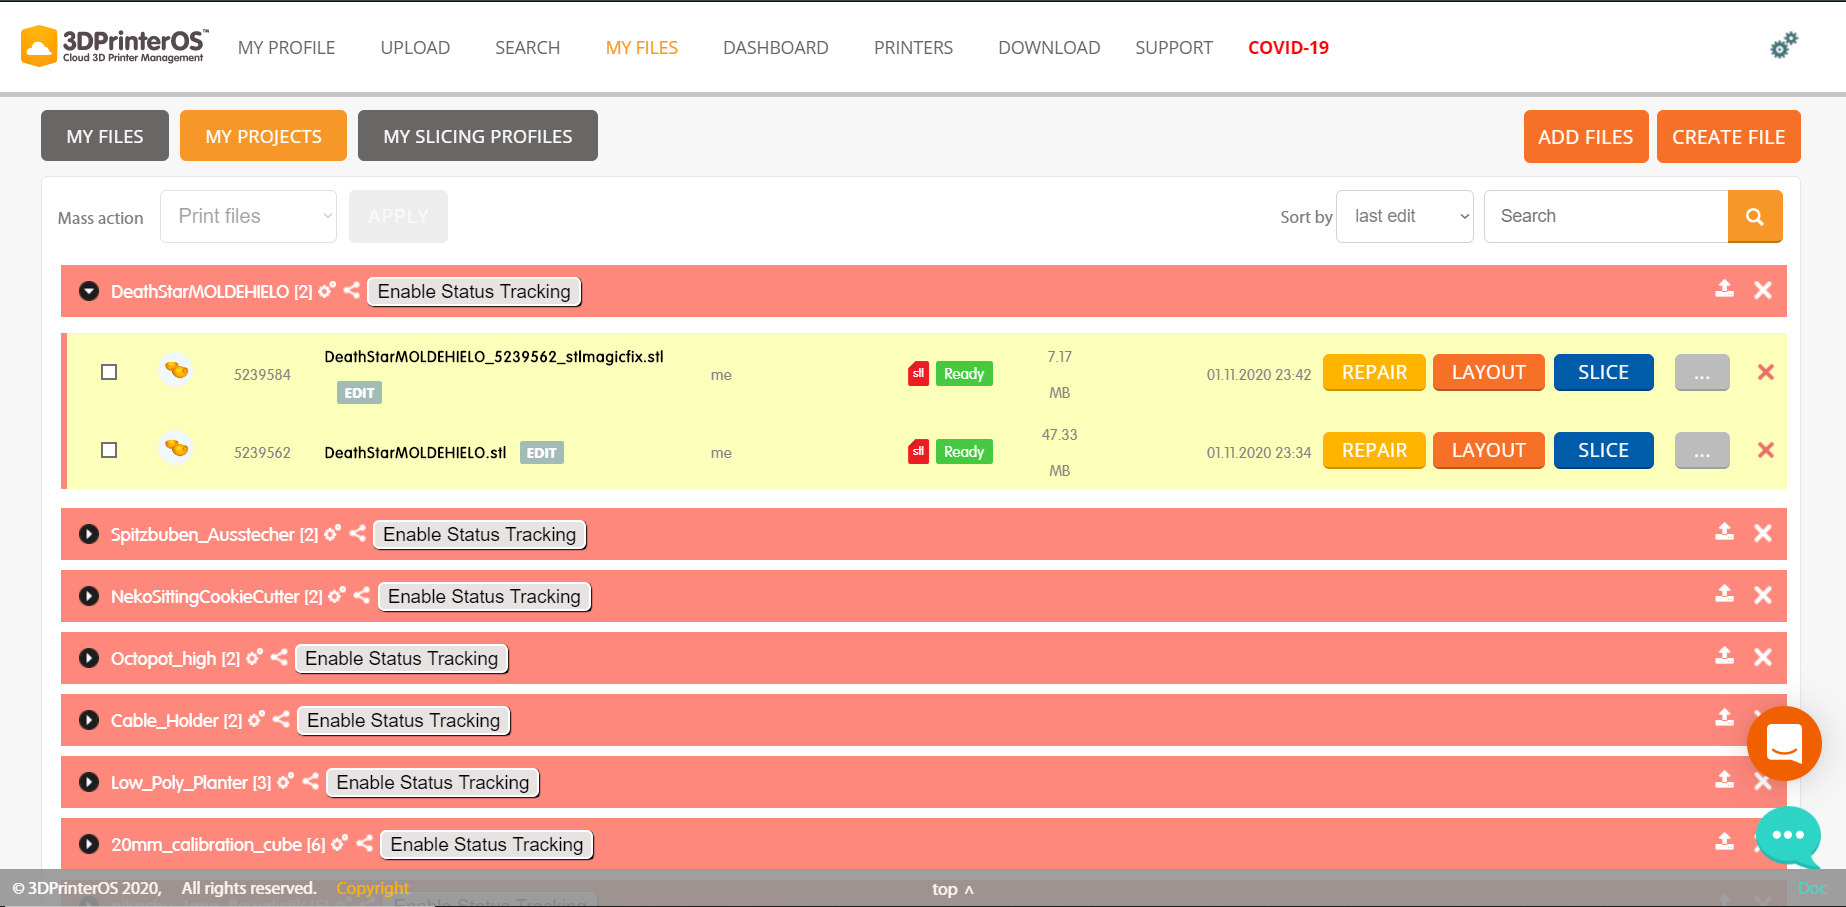 3DPrinterOS™
Cloud 3D Printer Management
MY PROFILE UPLOAD SEARCH MY FILES DASHBOARD PRINTERS DOWNLOAD SUPPORT COVID-19
MY FILES MY PROJECTS MY SLICING PROFILES ADD FILES CREATE FILE
Mass action Print files APPLY Sort by last edit Search
DeathStarMOLDEHIELO [2] Enable Status Tracking
5239584 DeathStarMOLDEHIELO_5239562_stlmagicfix.stl EDIT me stl Ready 7.17 MB 01.11.2020 23:42 REPAIR LAYOUT SLICE ...
5239562 DeathStarMOLDEHIELO.stl EDIT me stl Ready 47.33 MB 01.11.2020 23:34 REPAIR LAYOUT SLICE ...
Spitzbuben_Ausstecher [2] Enable Status Tracking
NekoSittingCookieCutter [2] Enable Status Tracking
Octopot_high [2] Enable Status Tracking
Cable_Holder [2] Enable Status Tracking
Low_Poly_Planter [3] Enable Status Tracking
20mm_calibration_cube [6] Enable Status Tracking
© 3DPrinterOS 2020, All rights reserved. Copyright top ^ Doc
Enable Status Tracking